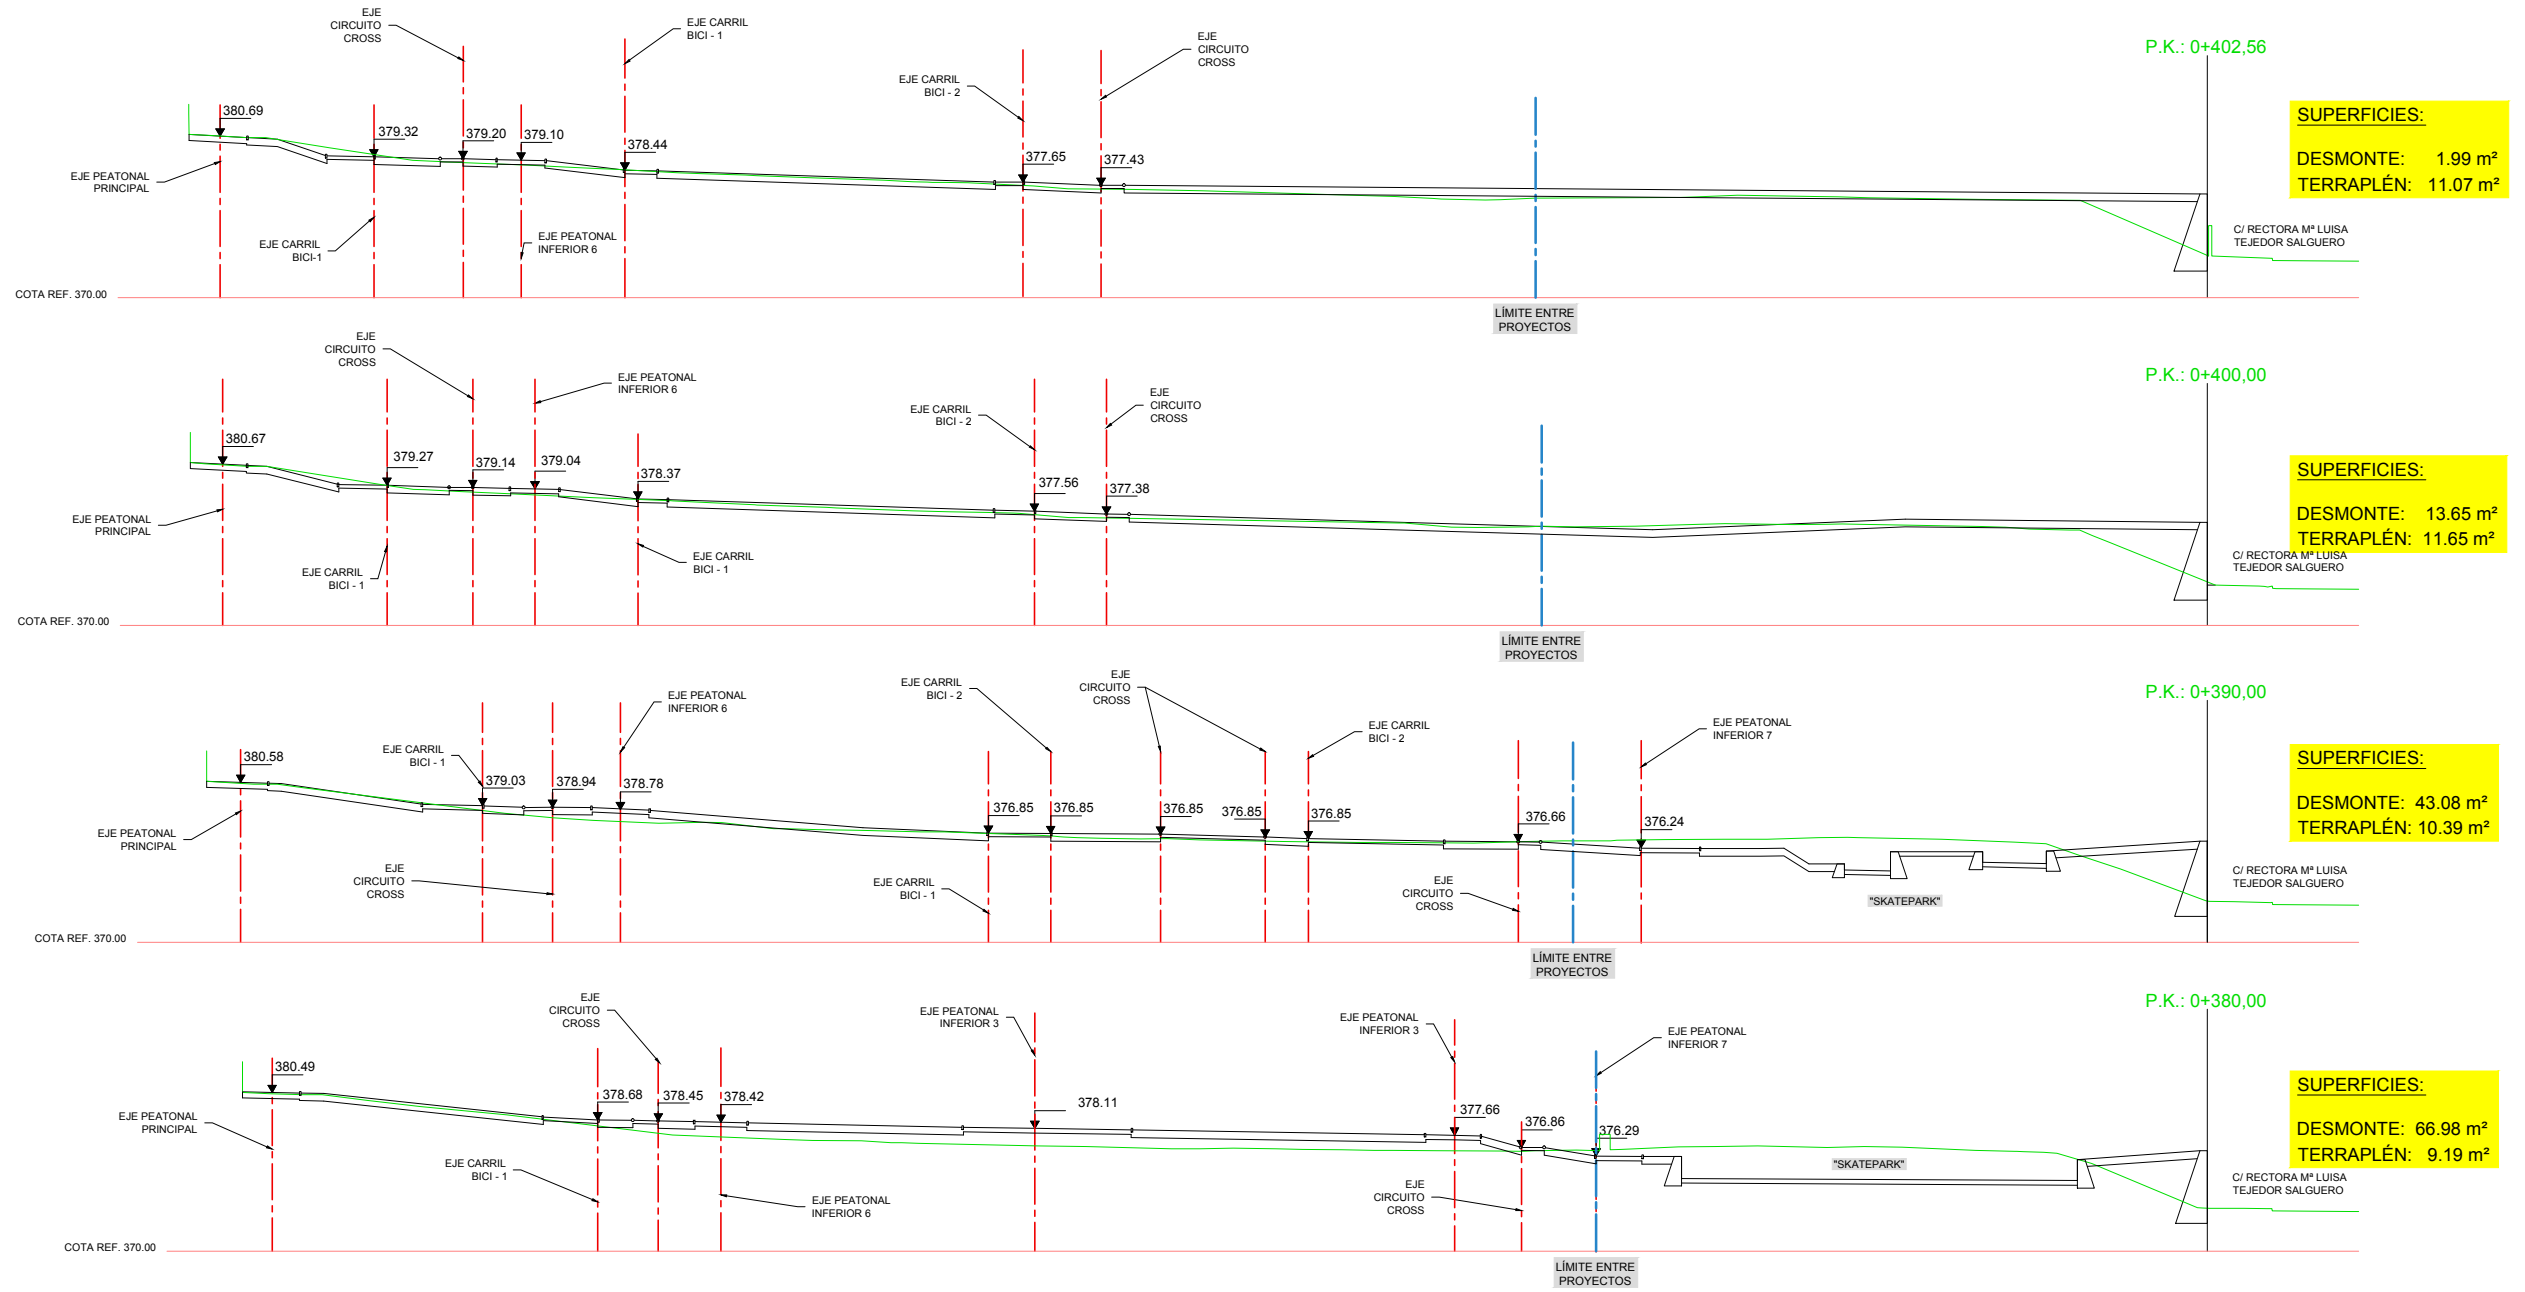 EJE
CIRCUITO
CROSS
EJE CARRIL
BICI - 1
EJE
CIRCUITO
CROSS
EJE CARRIL
BICI - 2
P.K.: 0+402,56
380.69
379.32
379.20
379.10
378.44
377.65
377.43
EJE PEATONAL
PRINCIPAL
EJE CARRIL
BICI-1
EJE PEATONAL
INFERIOR 6
SUPERFICIES:
DESMONTE: 1.99 m²
TERRAPLÉN: 11.07 m²
C/ RECTORA Mª LUISA
TEJEDOR SALGUERO
COTA REF. 370.00
LÍMITE ENTRE
PROYECTOS
EJE
CIRCUITO
CROSS
EJE PEATONAL
INFERIOR 6
EJE CARRIL
BICI - 2
EJE
CIRCUITO
CROSS
P.K.: 0+400,00
380.67
379.27
379.14
379.04
378.37
377.56
377.38
EJE PEATONAL
PRINCIPAL
EJE CARRIL
BICI - 1
EJE CARRIL
BICI - 1
SUPERFICIES:
DESMONTE: 13.65 m²
TERRAPLÉN: 11.65 m²
C/ RECTORA Mª LUISA
TEJEDOR SALGUERO
COTA REF. 370.00
LÍMITE ENTRE
PROYECTOS
EJE CARRIL
BICI - 1
EJE PEATONAL
INFERIOR 6
EJE CARRIL
BICI - 2
EJE
CIRCUITO
CROSS
EJE CARRIL
BICI - 2
EJE PEATONAL
INFERIOR 7
P.K.: 0+390,00
380.58
379.03
378.94
378.78
376.85
376.85
376.85
376.85
376.85
376.66
376.24
EJE PEATONAL
PRINCIPAL
EJE
CIRCUITO
CROSS
EJE CARRIL
BICI - 1
EJE
CIRCUITO
CROSS
"SKATEPARK"
SUPERFICIES:
DESMONTE: 43.08 m²
TERRAPLÉN: 10.39 m²
C/ RECTORA Mª LUISA
TEJEDOR SALGUERO
COTA REF. 370.00
LÍMITE ENTRE
PROYECTOS
EJE
CIRCUITO
CROSS
EJE PEATONAL
INFERIOR 3
EJE PEATONAL
INFERIOR 3
EJE PEATONAL
INFERIOR 7
P.K.: 0+380,00
380.49
378.68
378.45
378.42
378.11
377.66
376.86
376.29
EJE PEATONAL
PRINCIPAL
EJE CARRIL
BICI - 1
EJE PEATONAL
INFERIOR 6
EJE
CIRCUITO
CROSS
"SKATEPARK"
SUPERFICIES:
DESMONTE: 66.98 m²
TERRAPLÉN: 9.19 m²
C/ RECTORA Mª LUISA
TEJEDOR SALGUERO
COTA REF. 370.00
LÍMITE ENTRE
PROYECTOS